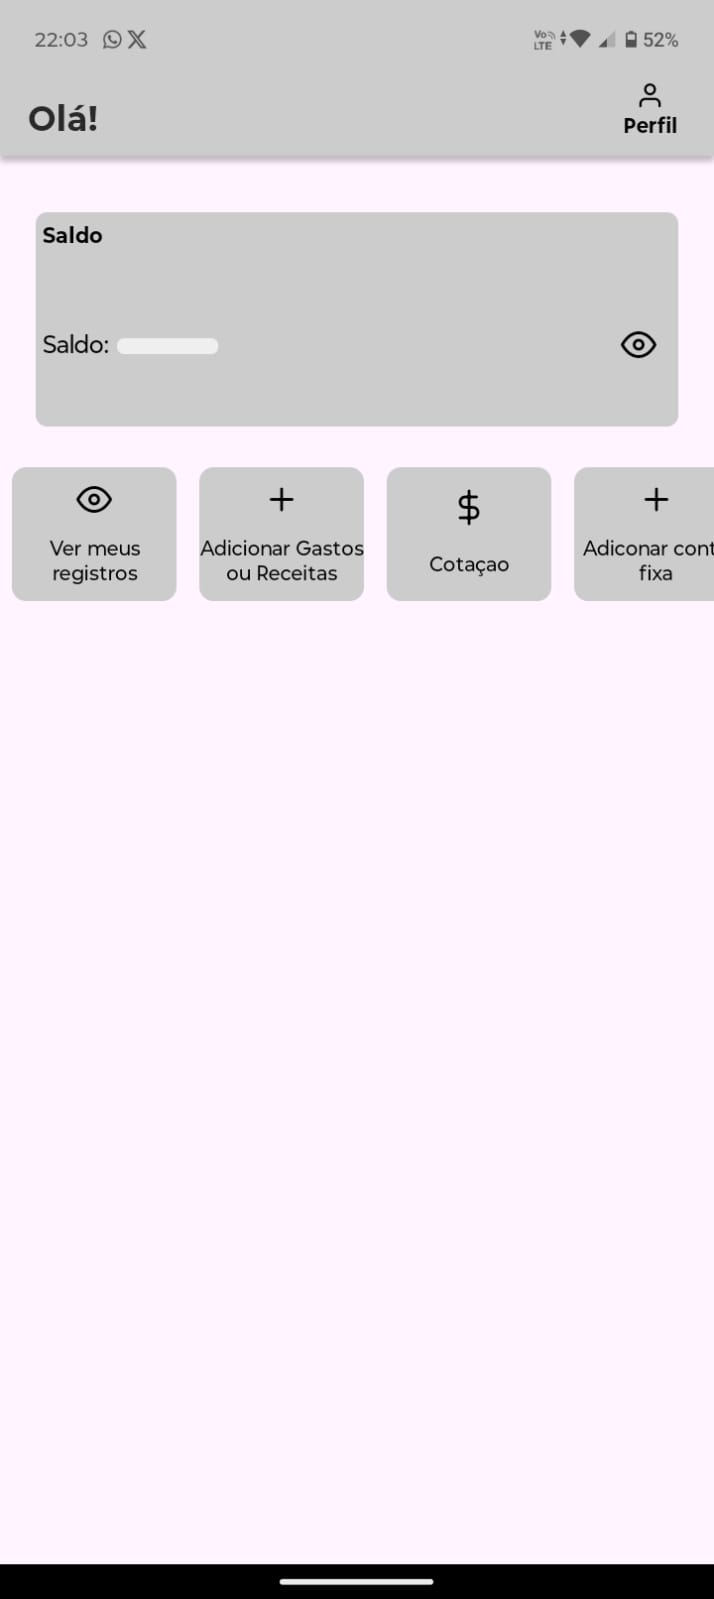 22:03
Vo LTE 52%
Olá!
Perfil
Saldo
Saldo:
Ver meus
registros
Adicionar Gastos
ou Receitas
Cotaçao
Adiconar cont
fixa